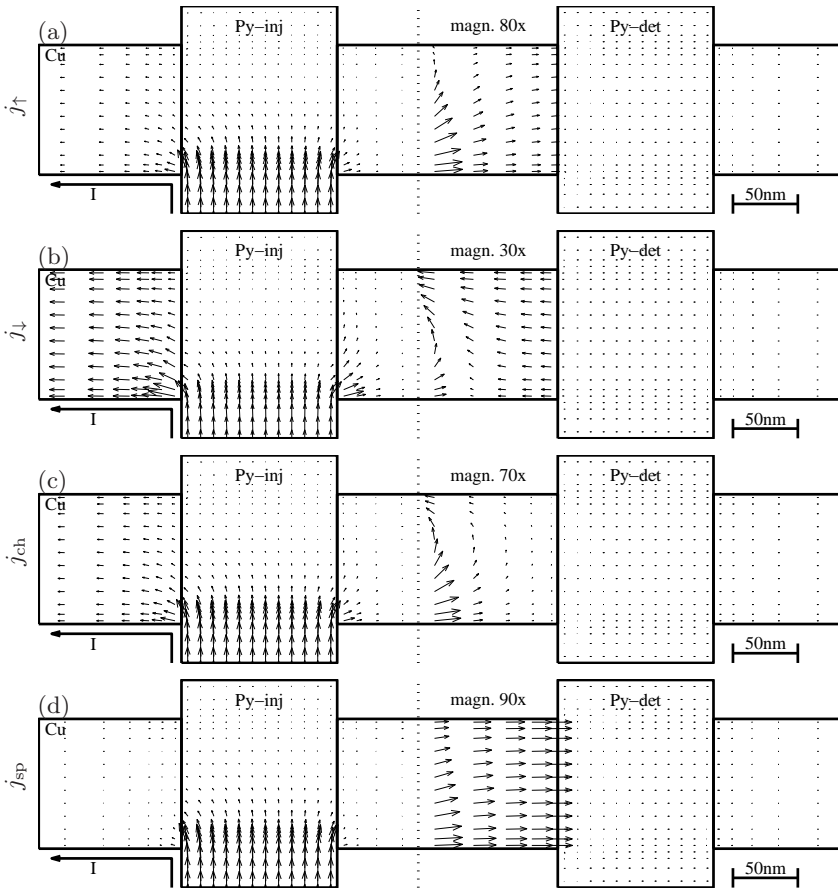 (a) Py−inj magn. 80x Py−det
Cu
j↑
I 50nm
(b) Py−inj magn. 30x Py−det
Cu
j↓
I 50nm
(c) Py−inj magn. 70x Py−det
Cu
jch
I 50nm
(d) Py−inj magn. 90x Py−det
Cu
jsp
I 50nm